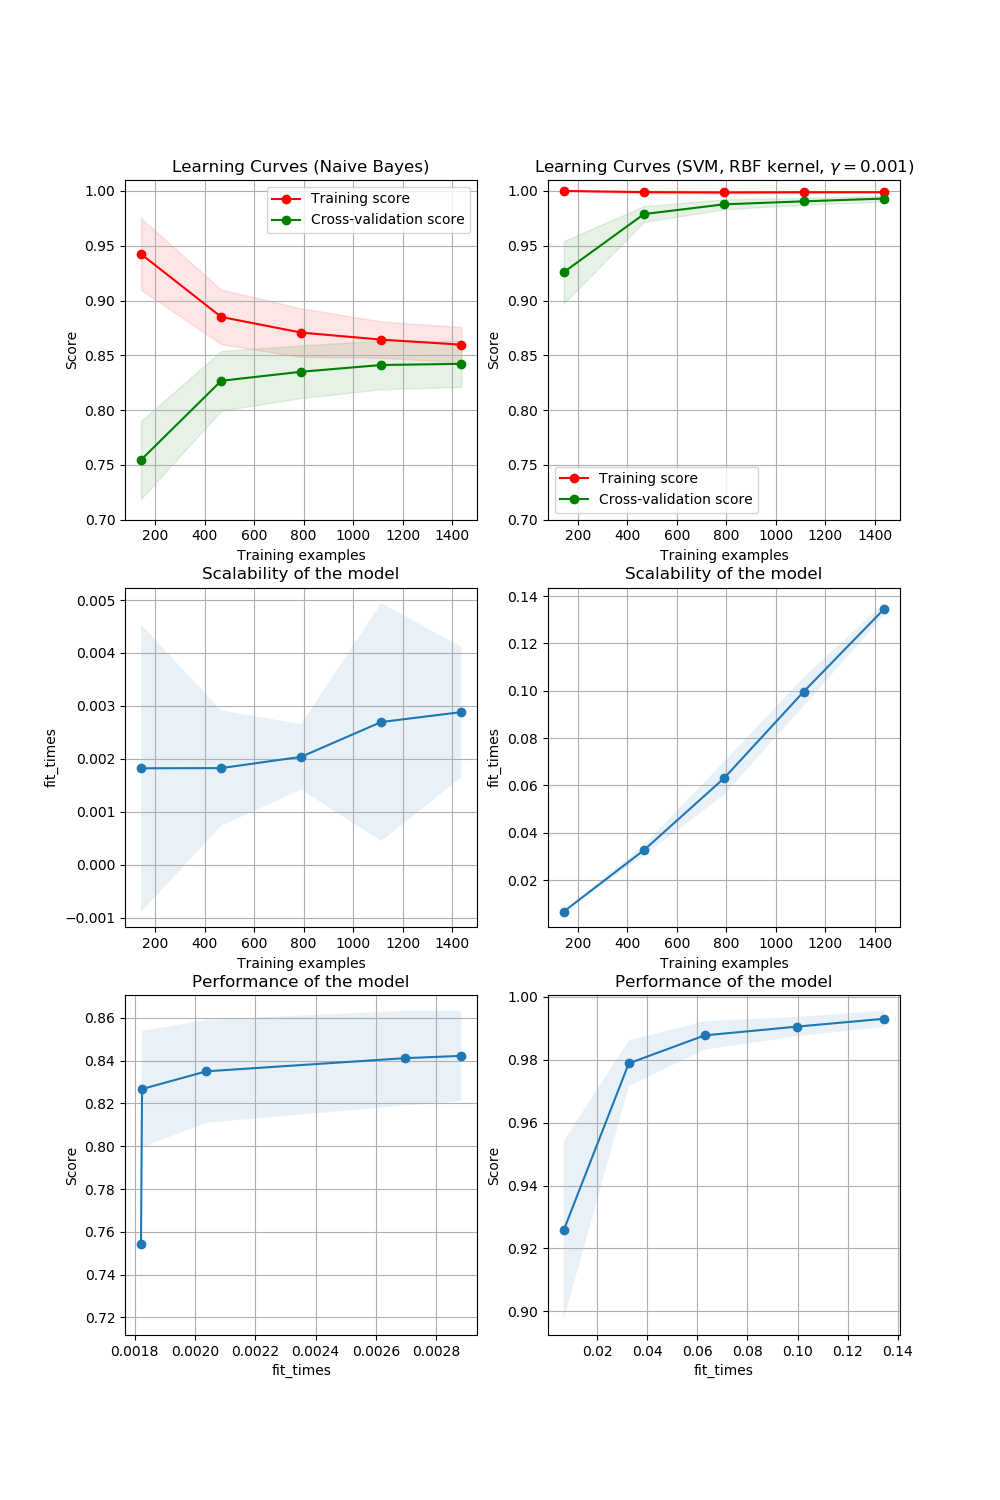 Learning Curves (Naive Bayes)
1.00
0.95
0.90
0.85
0.80
0.75
0.70
Score
Training score
Cross-validation score
200 400 600 800 1000 1200 1400
Training examples
Learning Curves (SVM, RBF kernel, γ = 0.001)
1.00
0.95
0.90
0.85
0.80
0.75
0.70
Score
Training score
Cross-validation score
200 400 600 800 1000 1200 1400
Training examples
Scalability of the model
0.005
0.004
0.003
0.002
0.001
0.000
−0.001
fit_times
200 400 600 800 1000 1200 1400
Training examples
Scalability of the model
0.14
0.12
0.10
0.08
0.06
0.04
0.02
fit_times
200 400 600 800 1000 1200 1400
Training examples
Performance of the model
0.86
0.84
0.82
0.80
0.78
0.76
0.74
0.72
Score
0.0018 0.0020 0.0022 0.0024 0.0026 0.0028
fit_times
Performance of the model
1.00
0.98
0.96
0.94
0.92
0.90
Score
0.02 0.04 0.06 0.08 0.10 0.12 0.14
fit_times